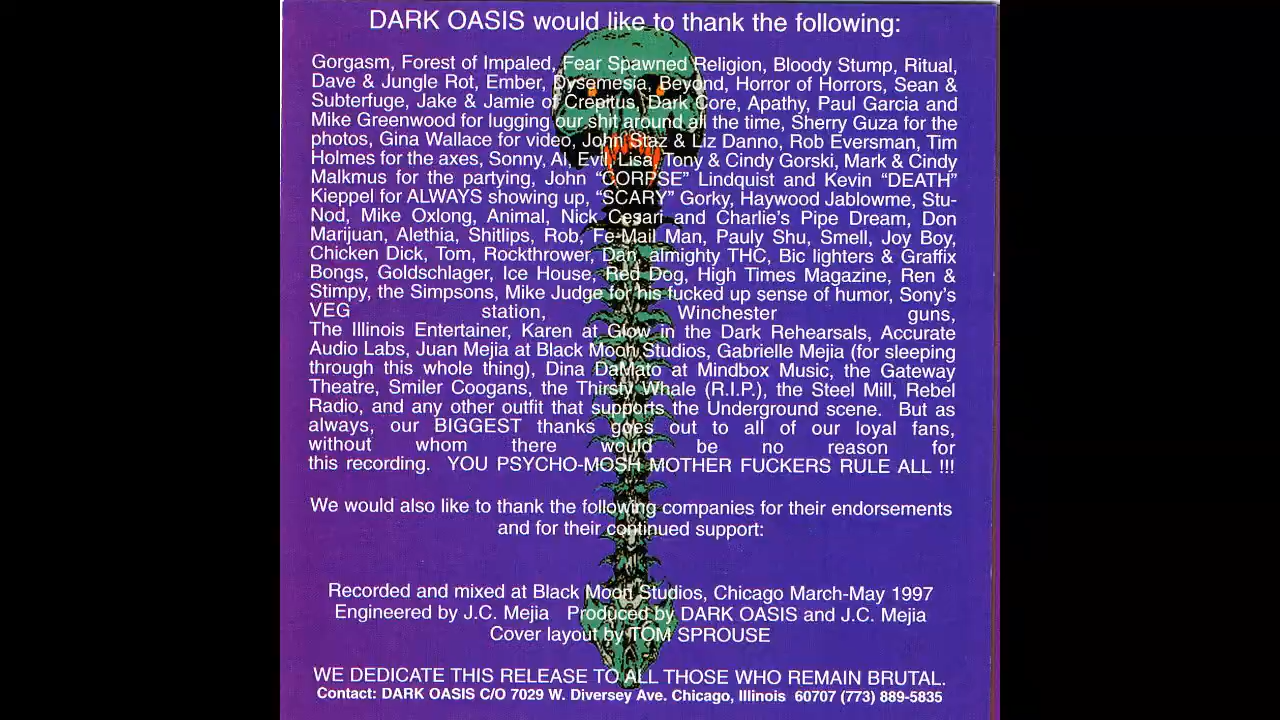 DARK OASIS would like to thank the following:
Gorgasm, Forest of Impaled, Fear Spawned Religion, Bloody Stump, Ritual,
Dave & Jungle Rot, Ember, Dysemesia, Beyond, Horror of Horrors, Sean &
Subterfuge, Jake & Jamie of Crepitus, Dark Core, Apathy, Paul Garcia and
Mike Greenwood for lugging our shit around all the time, Sherry Guza for the
photos, Gina Wallace for video, John Staz & Liz Danno, Rob Eversman, Tim
Holmes for the axes, Sonny, Al, Evil, Lisa, Tony & Cindy Gorski, Mark & Cindy
Malkmus for the partying, John “CORPSE” Lindquist and Kevin “DEATH”
Kieppel for ALWAYS showing up, “SCARY” Gorky, Haywood Jablowme, Stu-
Nod, Mike Oxlong, Animal, Nick Cesari and Charlie’s Pipe Dream, Don
Marijuan, Alethia, Shitlips, Rob, Fe-Mail Man, Pauly Shu, Smell, Joy Boy,
Chicken Dick, Tom, Rockthrower, Dan, almighty THC, Bic lighters & Graffix
Bongs, Goldschlager, Ice House, Red Dog, High Times Magazine, Ren &
Stimpy, the Simpsons, Mike Judge for his fucked up sense of humor, Sony’s
VEG station, Winchester guns,
The Illinois Entertainer, Karen at Glow in the Dark Rehearsals, Accurate
Audio Labs, Juan Mejia at Black Moon Studios, Gabrielle Mejia (for sleeping
through this whole thing), Dina DaMato at Mindbox Music, the Gateway
Theatre, Smiler Coogans, the Thirsty Whale (R.I.P.), the Steel Mill, Rebel
Radio, and any other outfit that supports the Underground scene. But as
always, our BIGGEST thanks goes out to all of our loyal fans,
without whom there would be no reason for
this recording. YOU PSYCHO-MOSH MOTHER FUCKERS RULE ALL !!!
We would also like to thank the following companies for their endorsements
and for their continued support:
Recorded and mixed at Black Moon Studios, Chicago March-May 1997
Engineered by J.C. Mejia Produced by DARK OASIS and J.C. Mejia
Cover layout by TOM SPROUSE
WE DEDICATE THIS RELEASE TO ALL THOSE WHO REMAIN BRUTAL.
Contact: DARK OASIS C/O 7029 W. Diversey Ave. Chicago, Illinois 60707 (773) 889-5835